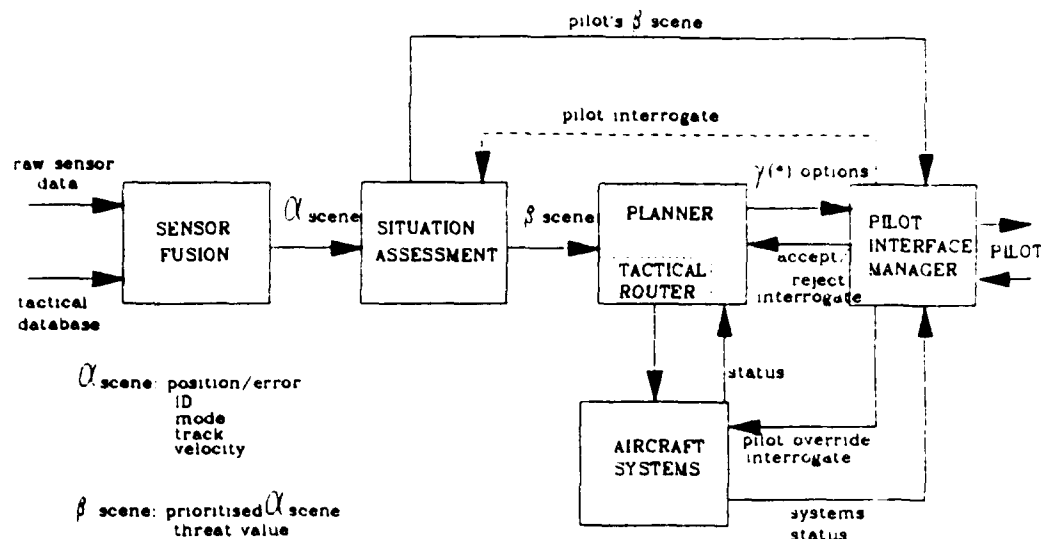 pilot's β scene
pilot interrogate
raw sensor
data
γ(*) options
α scene
β scene
SENSOR
FUSION
SITUATION
ASSESSMENT
PLANNER
TACTICAL
ROUTER
PILOT
INTERFACE
MANAGER
PILOT
accept/
reject
interrogate
tactical
database
status
α scene: position/error
ID
mode
track
velocity
AIRCRAFT
SYSTEMS
pilot override
interrogate
β scene: prioritised α scene
threat value
systems
status